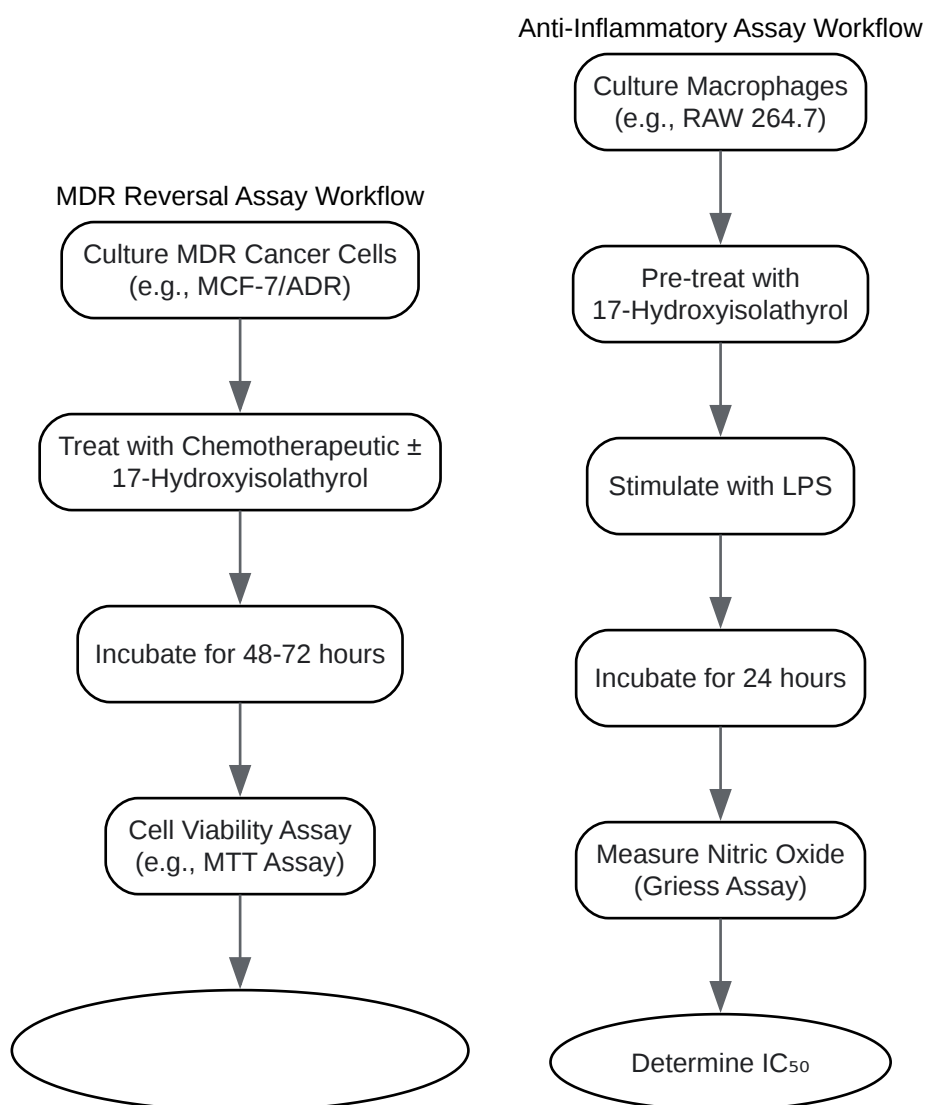 MDR Reversal Assay Workflow
Culture MDR Cancer Cells
(e.g., MCF-7/ADR)
Treat with Chemotherapeutic ±
17-Hydroxyisolathyrol
Incubate for 48-72 hours
Cell Viability Assay
(e.g., MTT Assay)
Anti-Inflammatory Assay Workflow
Culture Macrophages
(e.g., RAW 264.7)
Pre-treat with
17-Hydroxyisolathyrol
Stimulate with LPS
Incubate for 24 hours
Measure Nitric Oxide
(Griess Assay)
Determine IC₅₀